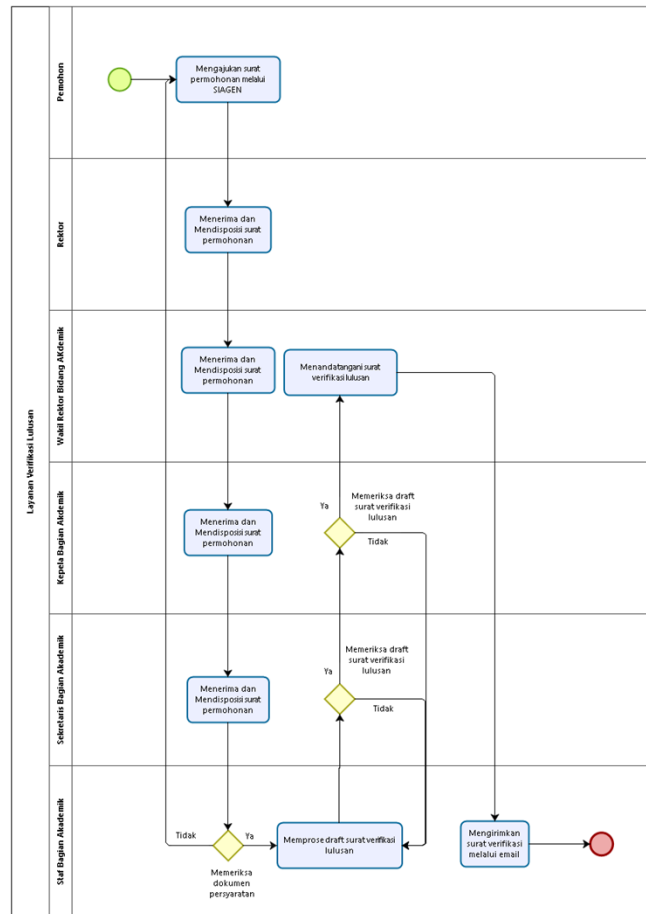 Layanan Verifikasi Lulusan
Pemohon
Mengajukan surat
permohonan melalui
SIAGEN
Rektor
Menerima dan
Mendisposisi surat
permohonan
Wakil Rektor Bidang AKdemik
Menerima dan
Mendisposisi surat
permohonan
Menandatangani surat
verifikasi lulusan
Kepela Bagian Akdemik
Menerima dan
Mendisposisi surat
permohonan
Ya
Memeriksa draft
surat verifikasi
lulusan
Tidak
Sekretaris Bagian Akademik
Menerima dan
Mendisposisi surat
permohonan
Ya
Memeriksa draft
surat verifikasi
lulusan
Tidak
Staf Bagian Akademik
Tidak
Ya
Memeriksa
dokumen
persyaratan
Memprose draft surat verifikasi
lulusan
Mengirimkan
surat verifikasi
melalui email